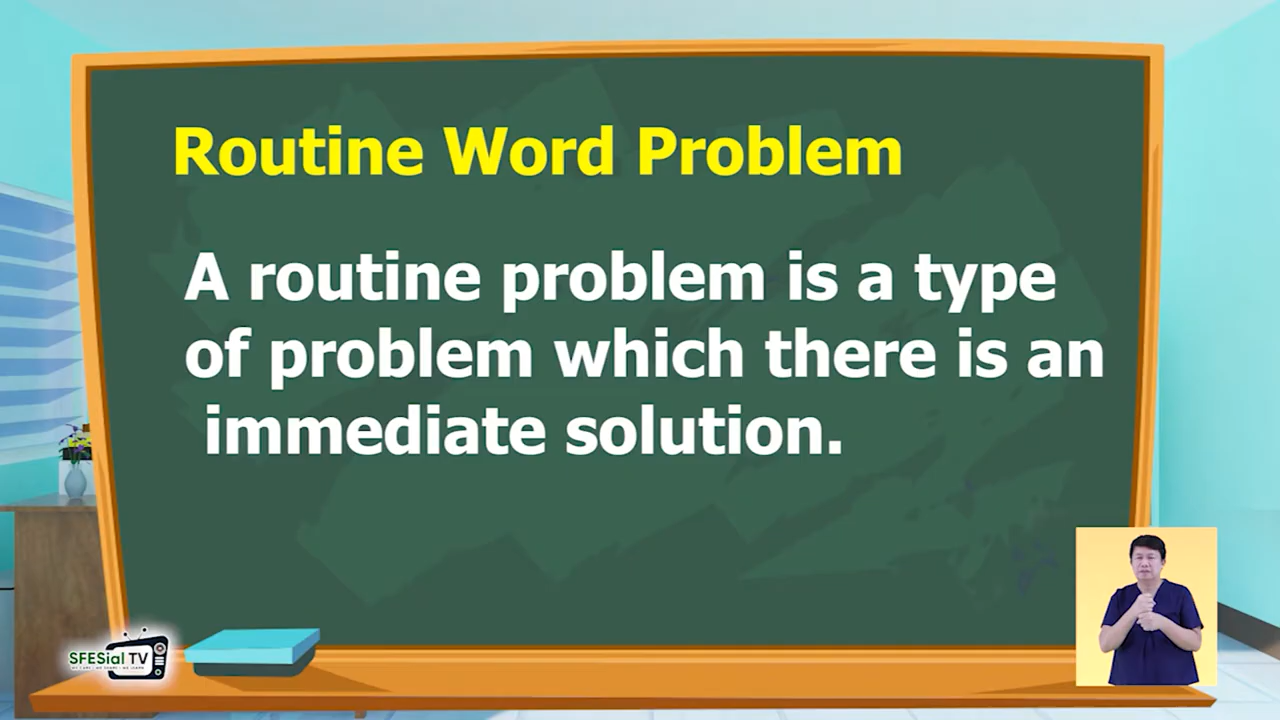 Routine Word Problem
A routine problem is a type
of problem which there is an
immediate solution.
SFESial TV